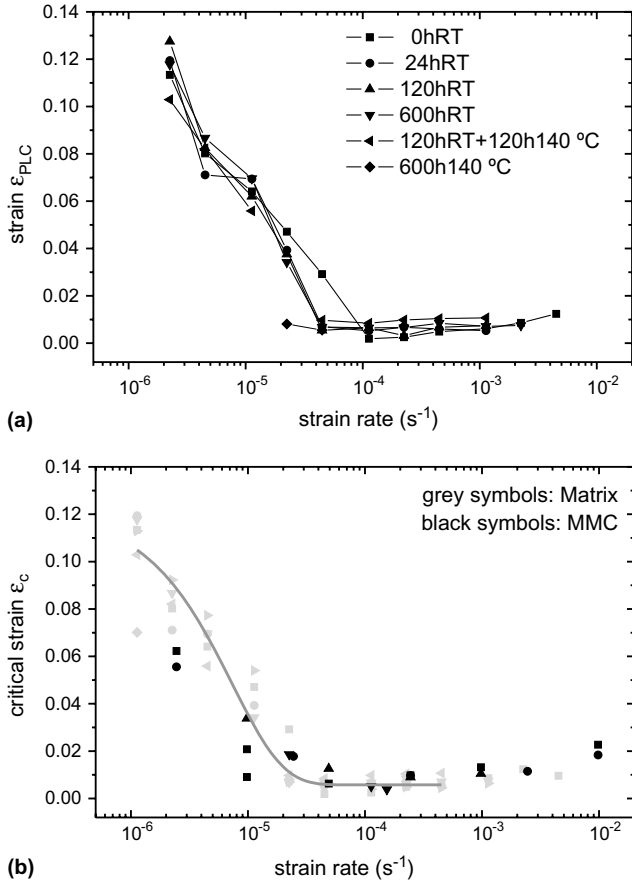 0.14
0.12
0.10
0.08
0.06
0.04
0.02
0.00
strain ε_PLC
0hRT
24hRT
120hRT
600hRT
120hRT+120h140 ºC
600h140 ºC
10⁻⁶
10⁻⁵
10⁻⁴
10⁻³
10⁻²
strain rate (s⁻¹)
(a)
0.14
0.12
0.10
0.08
0.06
0.04
0.02
0.00
critical strain ε_c
grey symbols: Matrix
black symbols: MMC
10⁻⁶
10⁻⁵
10⁻⁴
10⁻³
10⁻²
strain rate (s⁻¹)
(b)